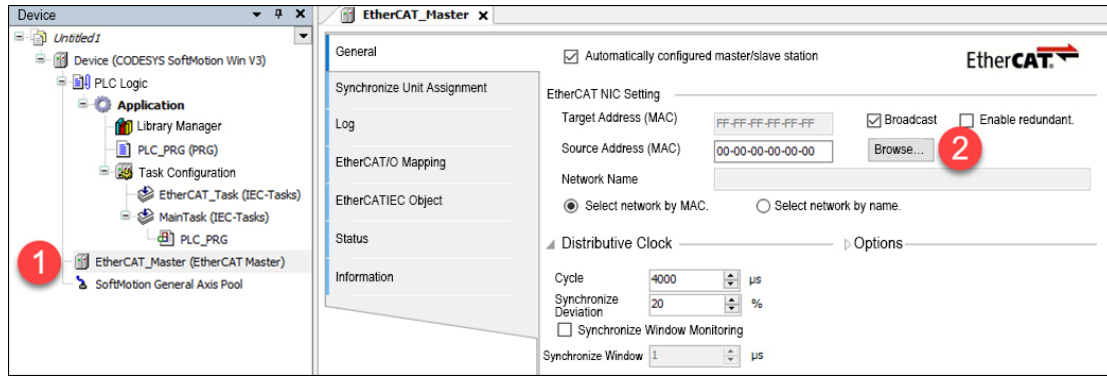 Device
EtherCAT_Master
Untitled1
Device (CODESYS SoftMotion Win V3)
PLC Logic
Application
Library Manager
PLC_PRG (PRG)
Task Configuration
EtherCAT_Task (IEC-Tasks)
MainTask (IEC-Tasks)
PLC_PRG
1
EtherCAT_Master (EtherCAT Master)
SoftMotion General Axis Pool
General
Synchronize Unit Assignment
Log
EtherCAT/O Mapping
EtherCATIEC Object
Status
Information
Automatically configured master/slave station
EtherCAT.
EtherCAT NIC Setting
Target Address (MAC) FF-FF-FF-FF-FF-FF Broadcast Enable redundant.
Source Address (MAC) 00-00-00-00-00-00 Browse... 2
Network Name
Select network by MAC. Select network by name.
Distributive Clock Options
Cycle 4000 µs
Synchronize
Deviation 20 %
Synchronize Window Monitoring
Synchronize Window 1 µs